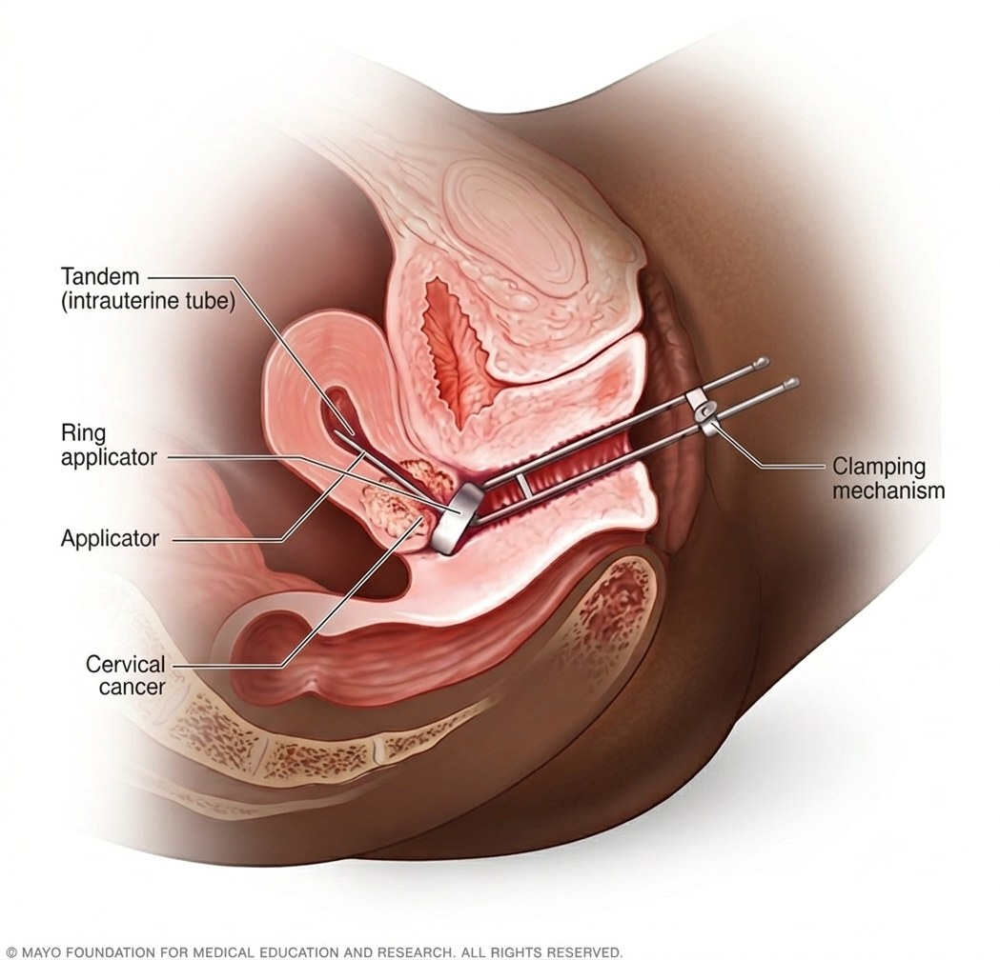 Tandem
(intrauterine tube)
Ring
applicator
Applicator
Cervical
cancer
Clamping
mechanism
© MAYO FOUNDATION FOR MEDICAL EDUCATION AND RESEARCH. ALL RIGHTS RESERVED.